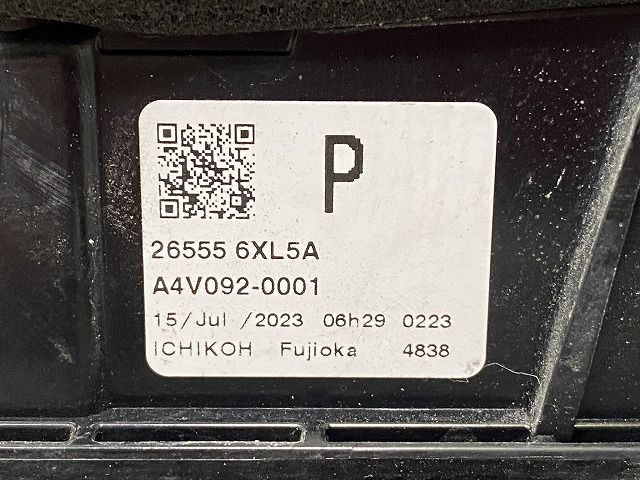 P
26555 6XL5A
A4V092-0001
15/Jul /2023 06h29 0223
ICHIKOH Fujioka 4838